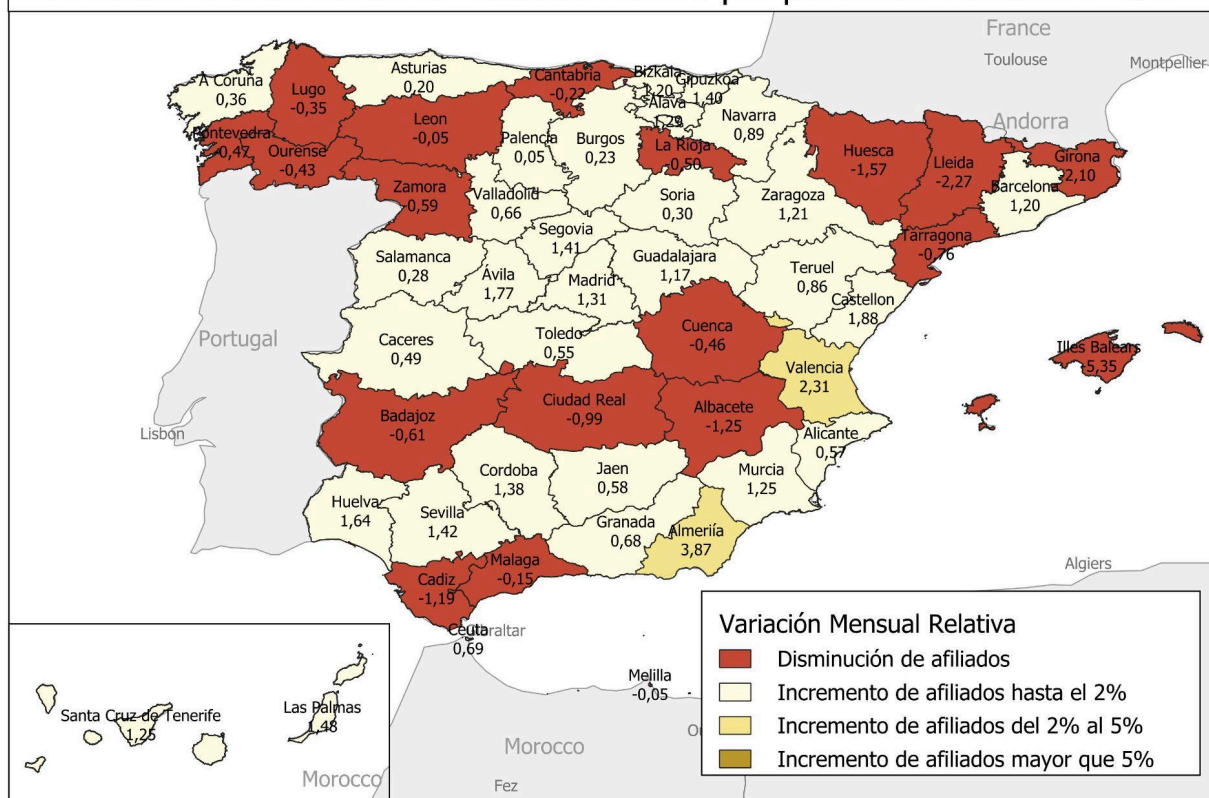 France
Toulouse
Montpellier
Andorra
A Coruña
0,36
Lugo
-0,35
Asturias
0,20
Cantabria
-0,22
Bizkaia
1,20
Gipuzkoa
1,40
Alava
1,29
Navarra
0,89
Pontevedra
-0,47
Ourense
-0,43
Leon
-0,05
Palencia
0,05
Burgos
0,23
La Rioja
-0,50
Huesca
-1,57
Lleida
-2,27
Girona
-2,10
Barcelona
1,20
Zamora
-0,59
Valladolid
0,66
Soria
0,30
Zaragoza
1,21
Tarragona
-0,76
Segovia
1,41
Salamanca
0,28
Ávila
1,77
Madrid
1,31
Guadalajara
1,17
Teruel
0,86
Castellon
1,88
Portugal
Caceres
0,49
Toledo
0,55
Cuenca
-0,46
Valencia
2,31
Illes Balears
-5,35
Lisbon
Badajoz
-0,61
Ciudad Real
-0,99
Albacete
-1,25
Alicante
0,57
Huelva
1,64
Sevilla
1,42
Cordoba
1,38
Jaen
0,58
Murcia
1,25
Granada
0,68
Almeriía
3,87
Cadiz
-1,19
Malaga
-0,15
Ceuta
0,69
Gibraltar
Melilla
-0,05
Algiers
Morocco
Fez
Santa Cruz de Tenerife
1,25
Las Palmas
1,48
Morocco
Variación Mensual Relativa
Disminución de afiliados
Incremento de afiliados hasta el 2%
Incremento de afiliados del 2% al 5%
Incremento de afiliados mayor que 5%